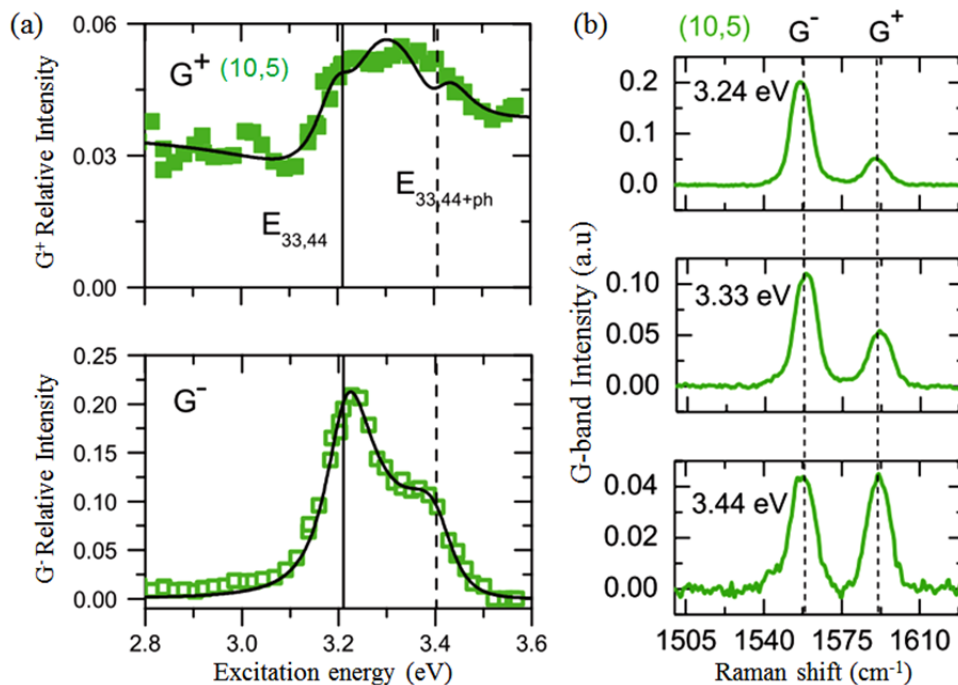 (a)
G+ (10,5)
G+ Relative Intensity
0.06
0.03
0.00
E33,44
E33,44+ph
G-
G- Relative Intensity
0.25
0.20
0.15
0.10
0.05
0.00
2.8 3.0 3.2 3.4 3.6
Excitation energy (eV)
(b) (10,5) G- G+
G-band Intensity (a.u)
3.24 eV
0.2
0.1
0.0
3.33 eV
0.10
0.05
0.00
3.44 eV
0.04
0.02
0.00
1505 1540 1575 1610
Raman shift (cm-1)